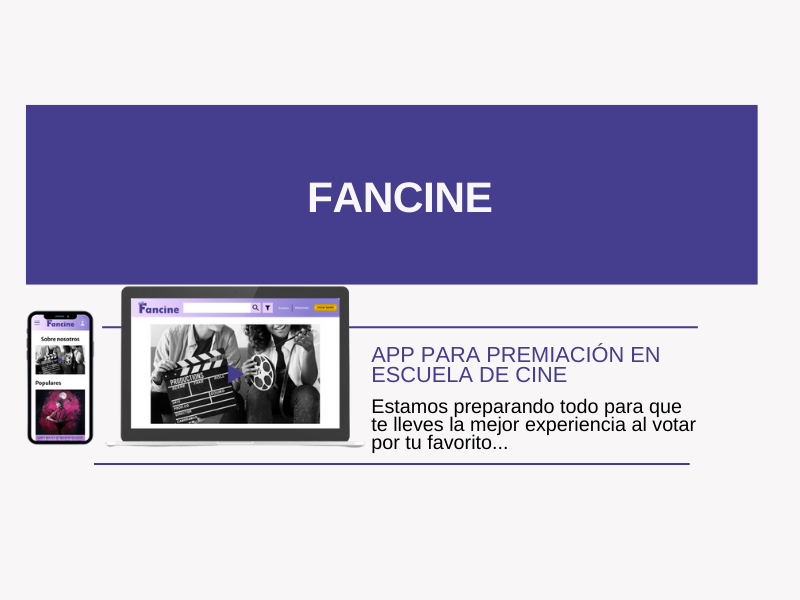 FANCINE
Fancine
Fancine
Sobre nosotros
Populares
PRODUCTIONS
APP PARA PREMIACIÓN EN
ESCUELA DE CINE
Estamos preparando todo para que
te lleves la mejor experiencia al votar
por tu favorito...